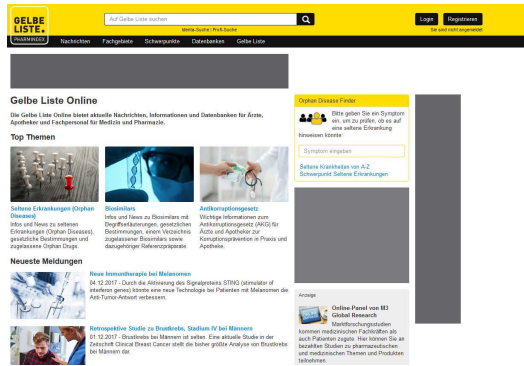 GELBE
LISTE.
PHARMINDEX
Auf Gelbe Liste suchen
Identa-Suche | Profi-Suche
Login Registrieren
Sie sind nicht angemeldet
Nachrichten Fachgebiete Schwerpunkte Datenbanken Gelbe Liste
Gelbe Liste Online
Die Gelbe Liste Online bietet aktuelle Nachrichten, Informationen und Datenbanken für Ärzte,
Apotheker und Fachpersonal für Medizin und Pharmazie.
Top Themen
Seltene Erkrankungen (Orphan
Diseases)
Infos und News zu seltenen
Erkrankungen (Orphan Diseases),
gesetzliche Bestimmungen und
zugelassene Orphan Drugs.
Biosimilars
Infos und News zu Biosimilars mit
Begriffserläuterungen, gesetzlichen
Bestimmungen, einem Verzeichnis
zugelassener Biosimilars sowie
dazugehöriger Referenzpräparate.
Antikorruptionsgesetz
Wichtige Informationen zum
Antikorruptionsgesetz (AKG) für
Ärzte und Apotheker zur
Korruptionsprävention in Praxis und
Apotheke.
Neueste Meldungen
Neue Immuntherapie bei Melanomen
04.12.2017 - Durch die Aktivierung des Signalproteins STING (stimulator of
interferon genes) könnte eine neue Technologie bei Patienten mit Melanomen die
Anti-Tumor-Antwort verbessern.
Retrospektive Studie zu Brustkrebs, Stadium IV bei Männern
01.12.2017 - Brustkrebs bei Männern ist selten. Eine aktuelle Studie in der
Zeitschrift Clinical Breast Cancer stellt die bisher größte Analyse von Brustkrebs
bei Männern dar.
Orphan Disease Finder
Bitte geben Sie ein Symptom
ein, um zu prüfen, ob es auf
eine seltene Erkrankung
hinweisen könnte:
Symptom eingeben
Seltene Krankheiten von A-Z
Schwerpunkt Seltene Erkrankungen
Anzeige
Online-Panel von M3
Global Research
Marktforschungsstudien
kommen medizinischen Fachkräften als
auch Patienten zugute. Hier können Sie an
bezahlten Studien zu pharmazeutischen
und medizinischen Themen und Produkten
teilnehmen.